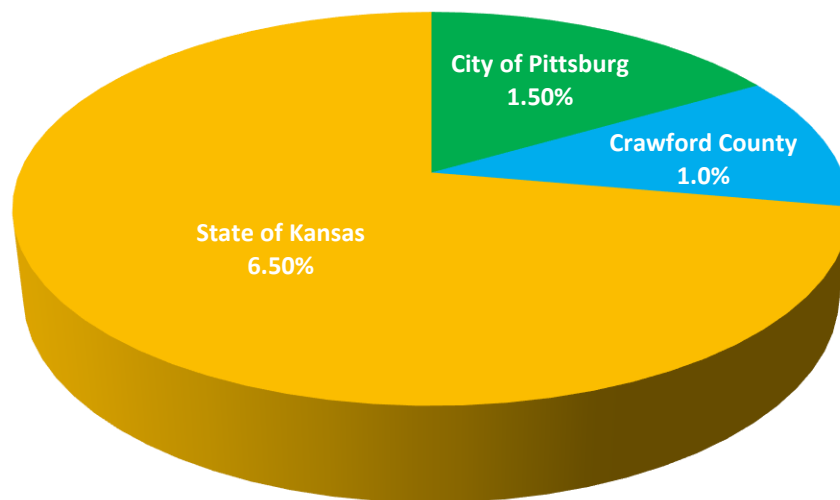 City of Pittsburg
1.50%
Crawford County
1.0%
State of Kansas
6.50%